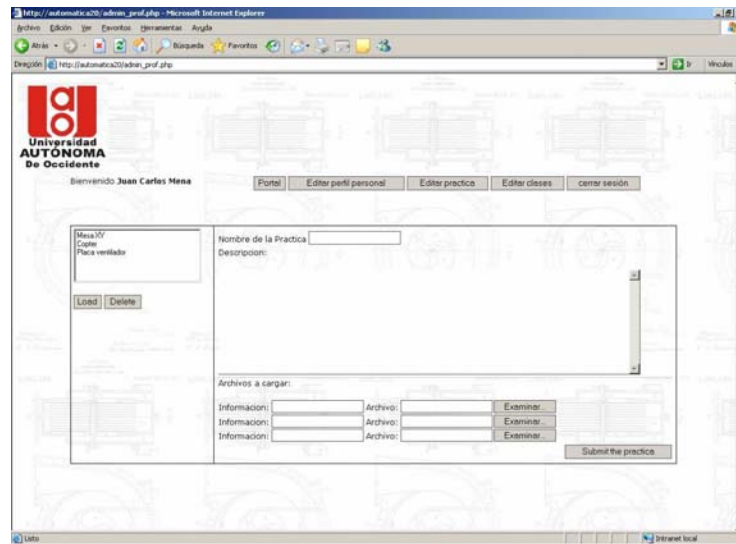 http://automatica20/admin_prof.php - Microsoft Internet Explorer
Archivo Edición Ver Favoritos Herramientas Ayuda
Atrás Búsqueda Favoritos
Dirección http://automatica20/admin_prof.php Ir Vínculos
Universidad
AUTÓNOMA
De Occidente
Bienvenido Juan Carlos Mena
Portal Editar perfil personal Editar practica Editar clases cerrar sesión
Mesa XY
Copter
Placa ventilador
Load Delete
Nombre de la Practica
Descripcion:
Archivos a cargar:
Informacion: Archivo: Examinar...
Informacion: Archivo: Examinar...
Informacion: Archivo: Examinar...
Submit the practica
Listo Intranet local